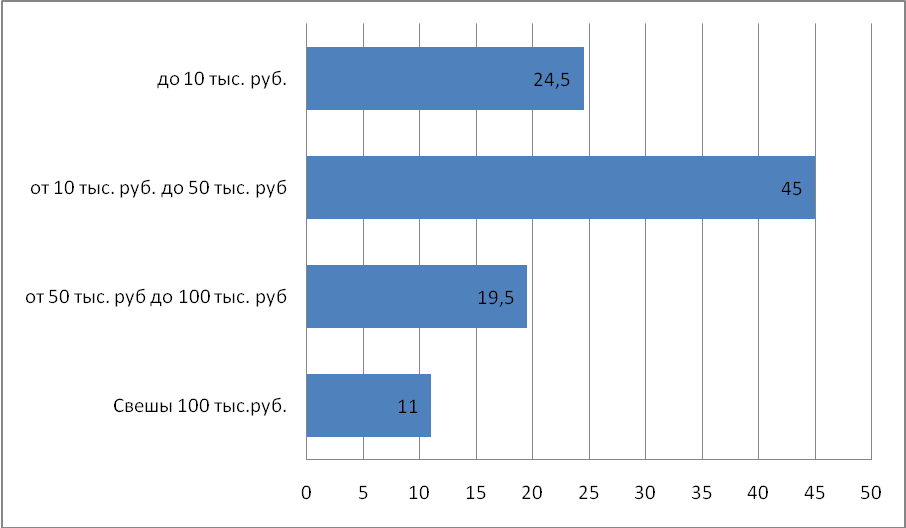 до 10 тыс. руб.
24,5
от 10 тыс. руб. до 50 тыс. руб
45
от 50 тыс. руб до 100 тыс. руб
19,5
Свешы 100 тыс.руб.
11
0 5 10 15 20 25 30 35 40 45 50